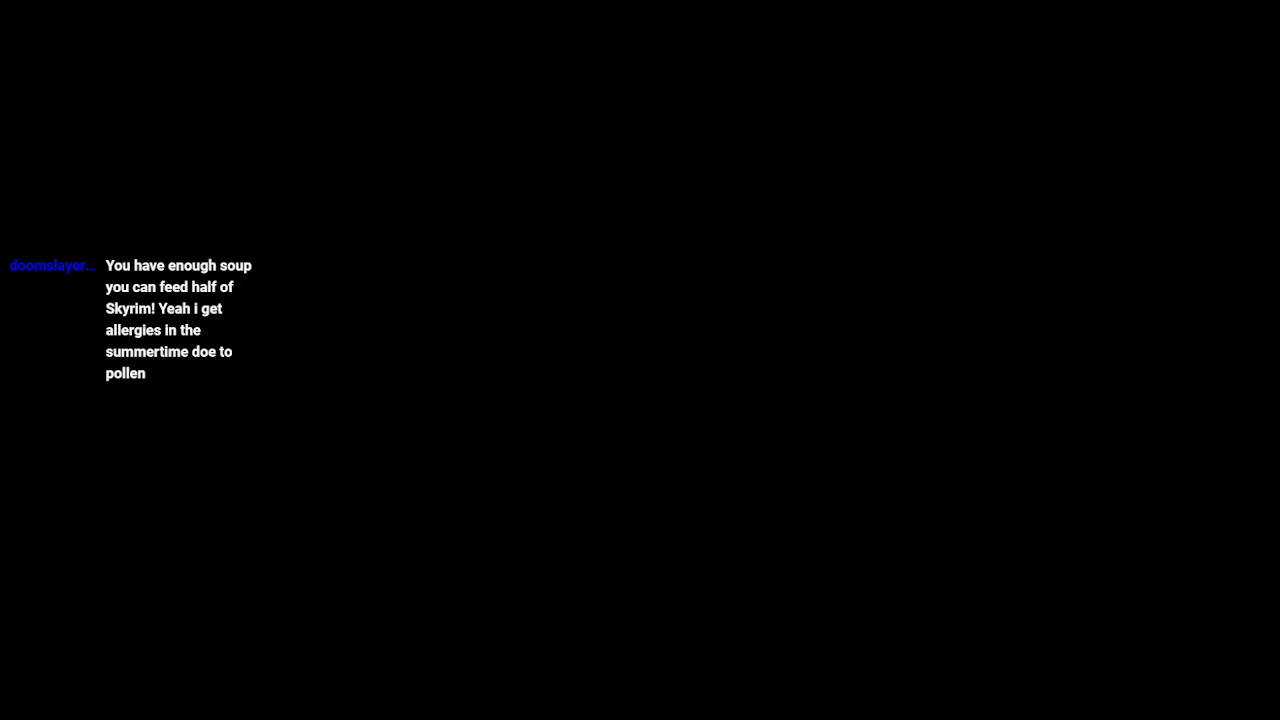 doomslayer... You have enough soup
you can feed half of
Skyrim! Yeah i get
allergies in the
summertime doe to
pollen